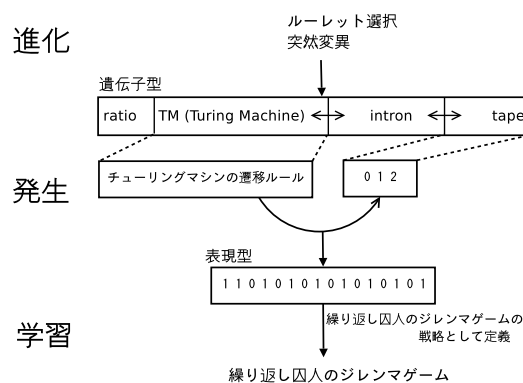 ルーレット選択
突然変異
進化
遺伝子型
ratio TM (Turing Machine) intron tape
チューリングマシンの遷移ルール 0 1 2
発生
表現型
1 1 0 1 0 1 0 1 0 1 0 1 0 1 0 1
学習
繰り返し囚人のジレンマゲームの
戦略として定義
繰り返し囚人のジレンマゲーム